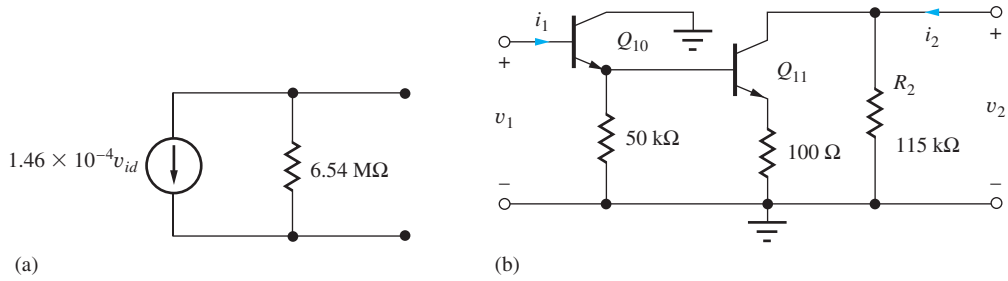 1.46 × 10⁻⁴v_id
6.54 MΩ
(a)
i₁
Q₁₀
i₂
+
+
Q₁₁
R₂
v₁
v₂
50 kΩ
100 Ω
115 kΩ
–
–
(b)